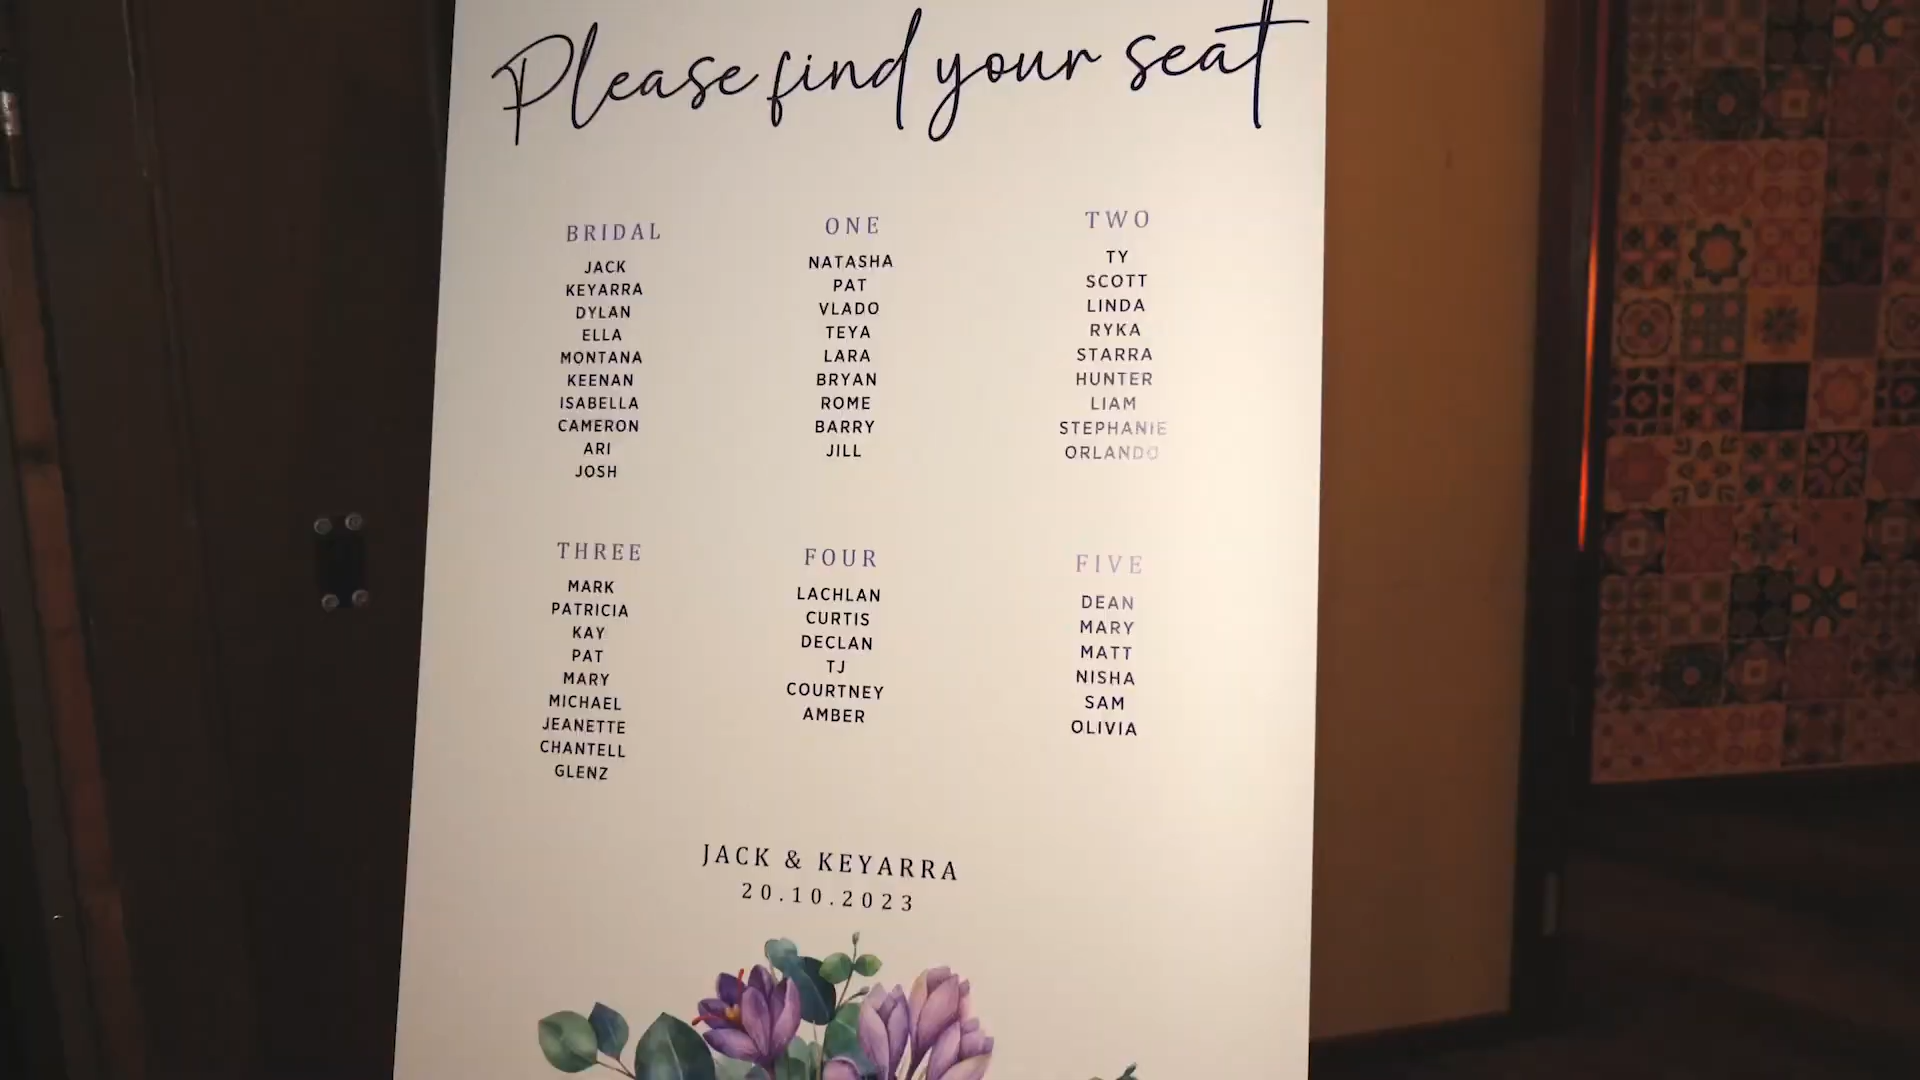 Please find your seat
BRIDAL
JACK
KEYARRA
DYLAN
ELLA
MONTANA
KEENAN
ISABELLA
CAMERON
ARI
JOSH
ONE
NATASHA
PAT
VLADO
TEYA
LARA
BRYAN
ROME
BARRY
JILL
TWO
TY
SCOTT
LINDA
RYKA
STARRA
HUNTER
LIAM
STEPHANIE
ORLANDO
THREE
MARK
PATRICIA
KAY
PAT
MARY
MICHAEL
JEANETTE
CHANTELL
GLENZ
FOUR
LACHLAN
CURTIS
DECLAN
TJ
COURTNEY
AMBER
FIVE
DEAN
MARY
MATT
NISHA
SAM
OLIVIA
JACK & KEYARRA
20.10.2023